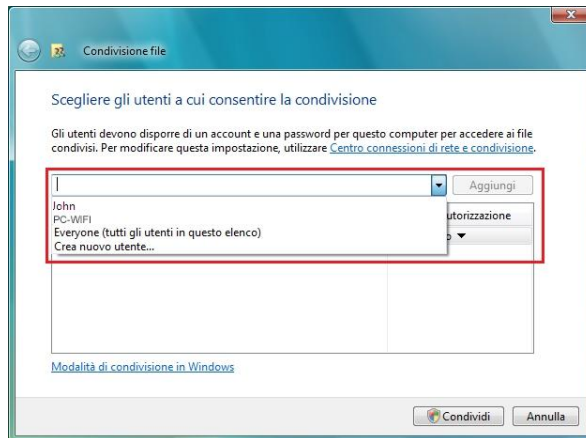 Condivisione file
Scegliere gli utenti a cui consentire la condivisione
Gli utenti devono disporre di un account e una password per questo computer per accedere ai file
condivisi. Per modificare questa impostazione, utilizzare Centro connessioni di rete e condivisione.
Aggiungi
John
PC-WIFI
Everyone (tutti gli utenti in questo elenco)
Crea nuovo utente...
utorizzazione
Modalità di condivisione in Windows
Condividi Annulla